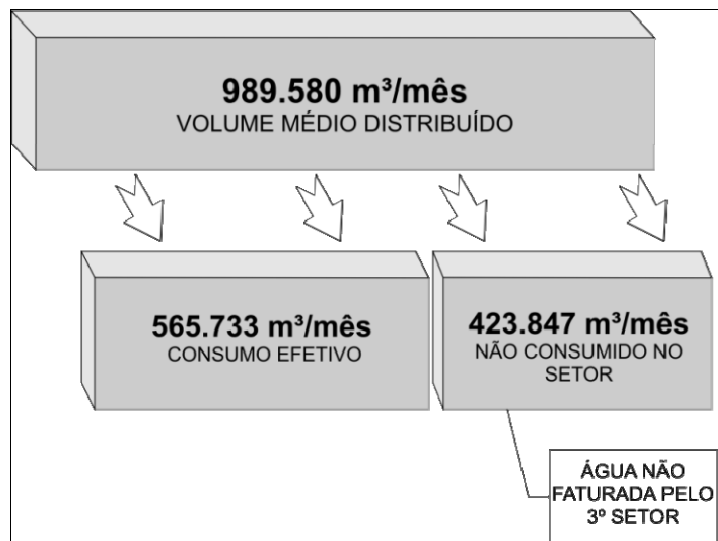 989.580 m³/mês
VOLUME MÉDIO DISTRIBUÍDO
565.733 m³/mês
CONSUMO EFETIVO
423.847 m³/mês
NÃO CONSUMIDO NO
SETOR
ÁGUA NÃO
FATURADA PELO
3º SETOR